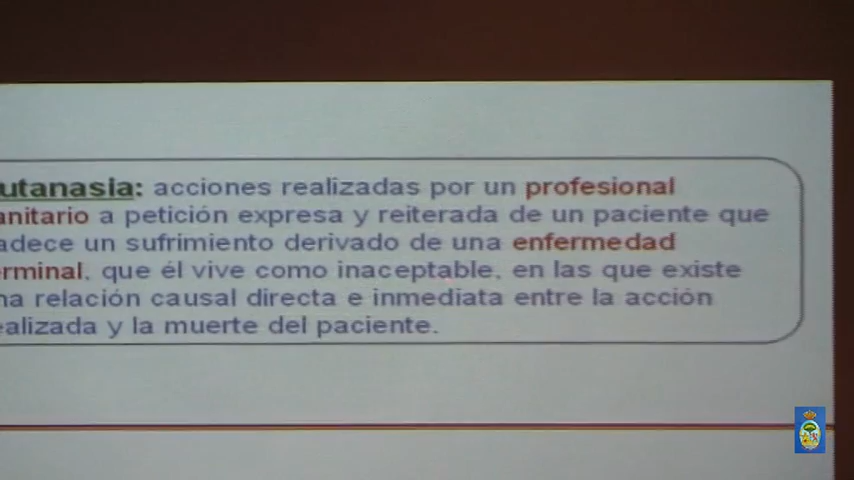 utanasia: acciones realizadas por un profesional
anitario a petición expresa y reiterada de un paciente que
adece un sufrimiento derivado de una enfermedad
erminal, que él vive como inaceptable, en las que existe
na relación causal directa e inmediata entre la acción
ealizada y la muerte del paciente.